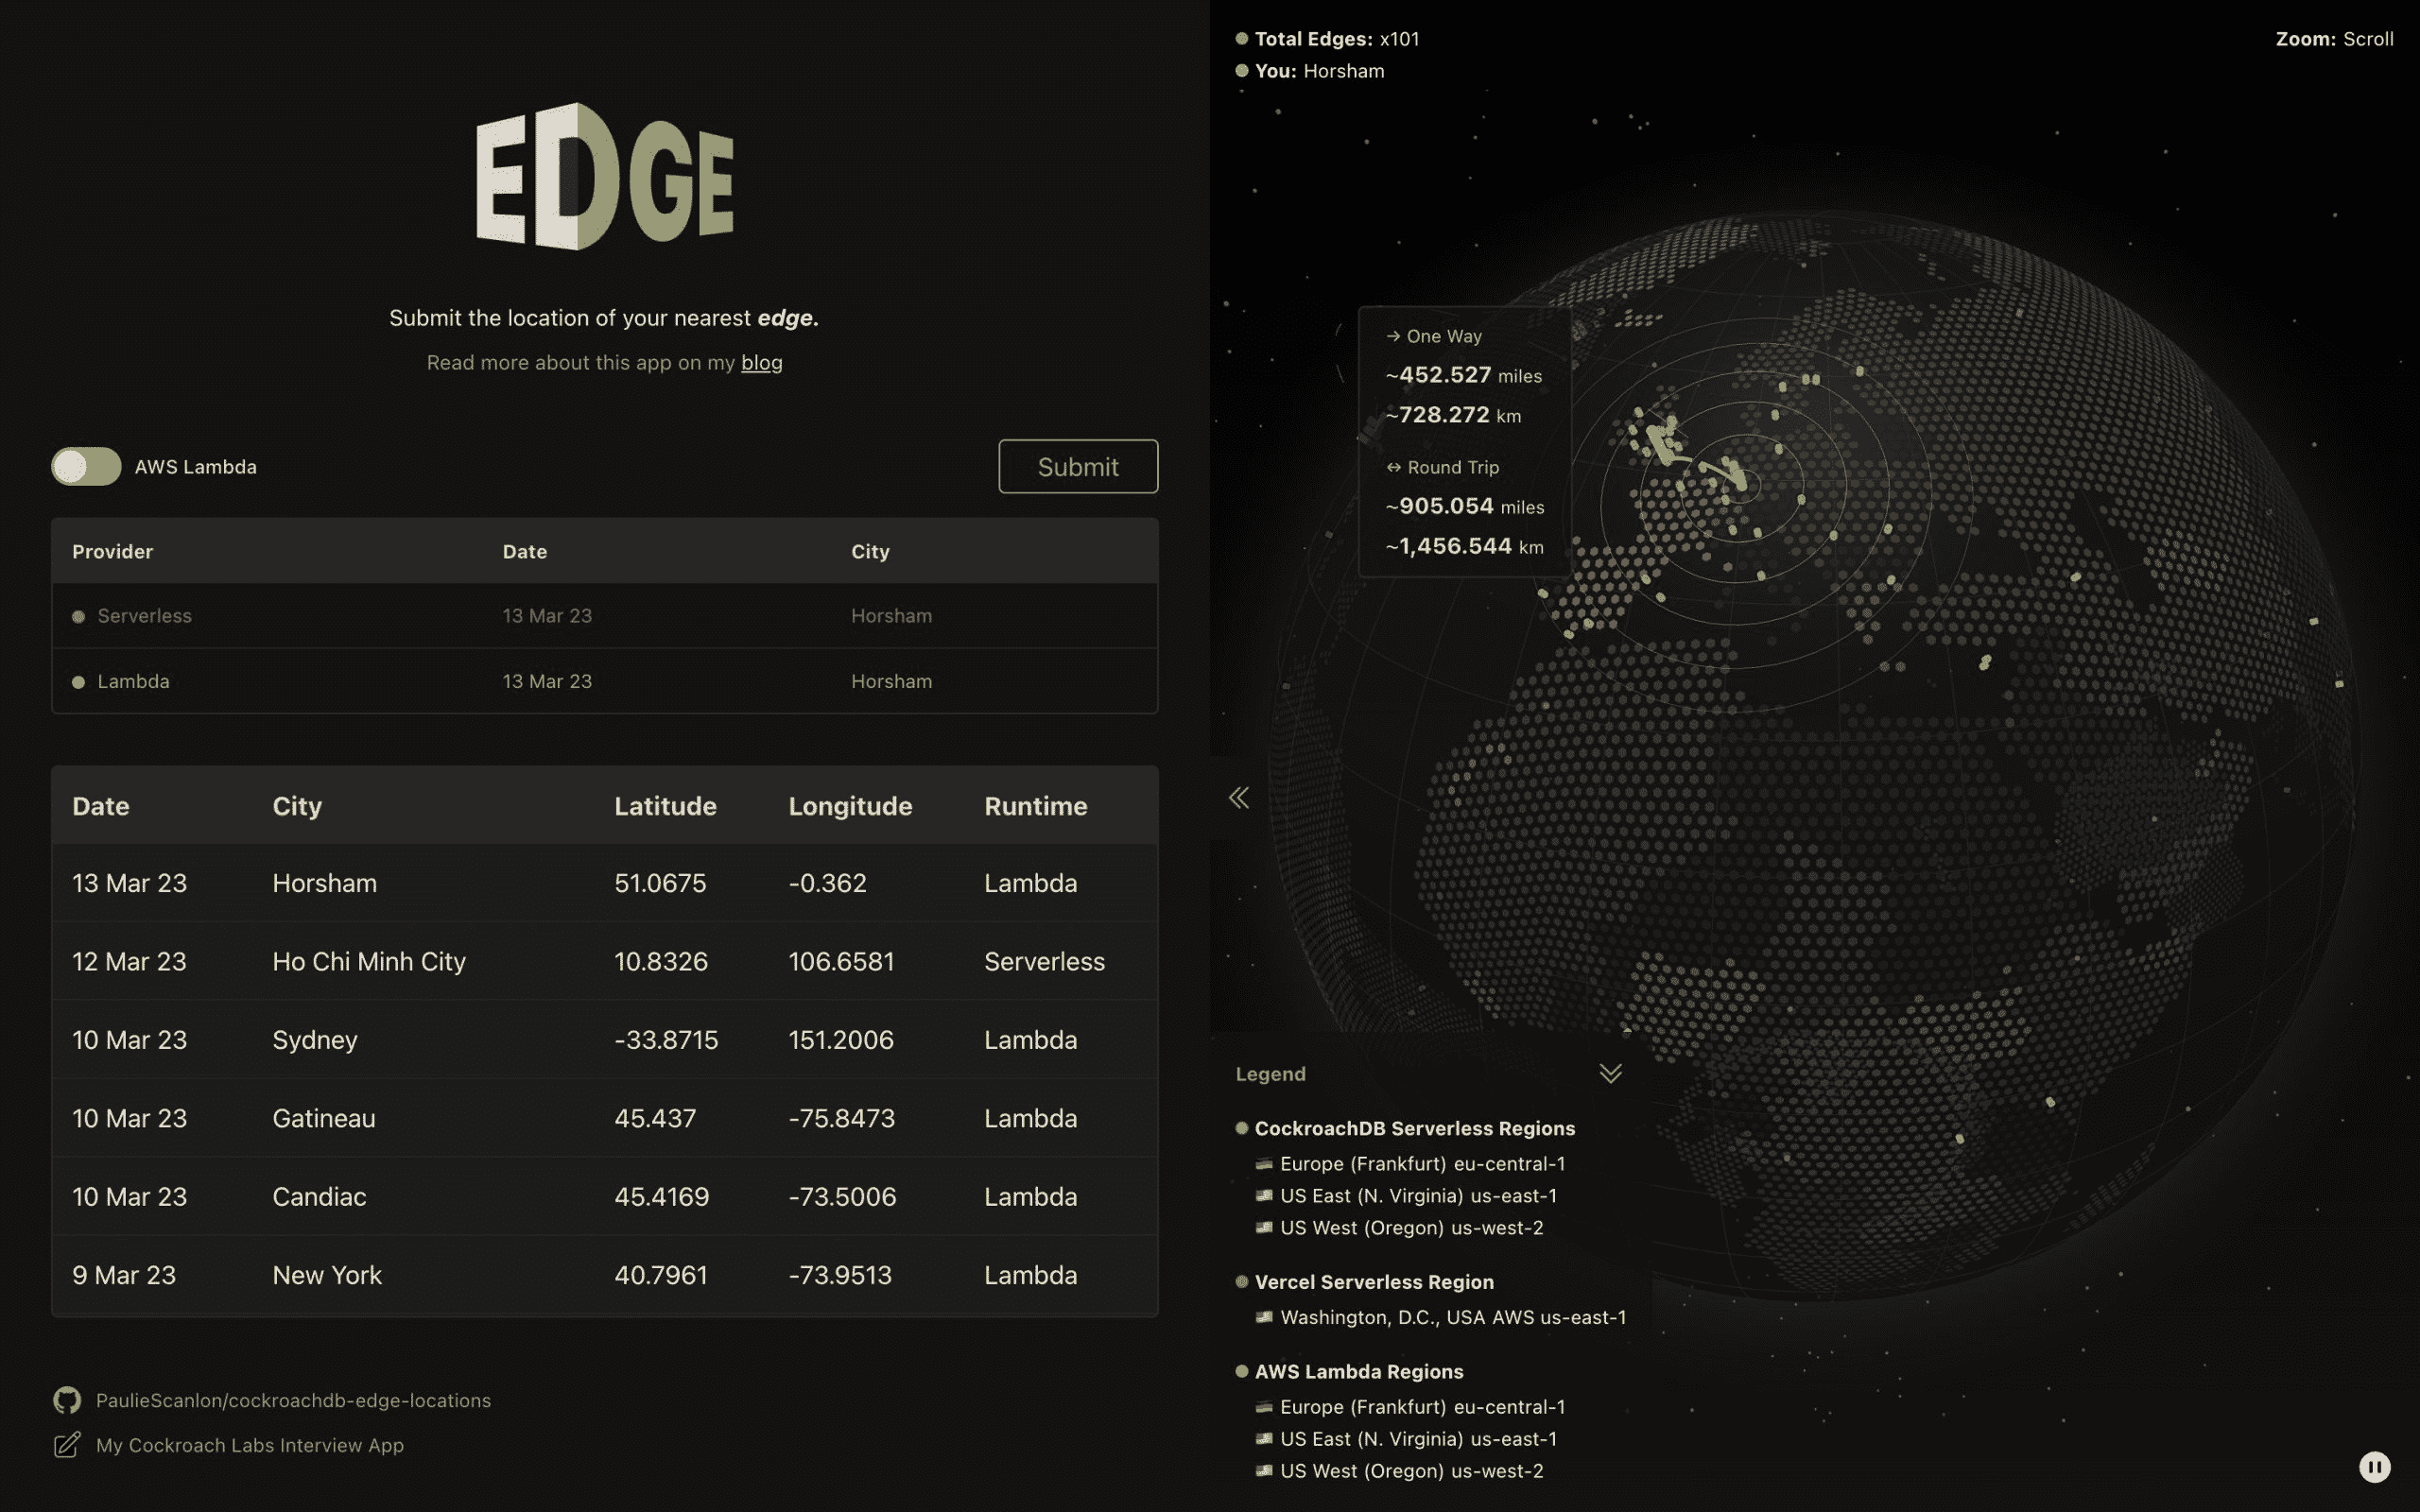 EDGE
Submit the location of your nearest edge.
Read more about this app on my blog
AWS Lambda
Submit
Provider Date City
Serverless 13 Mar 23 Horsham
Lambda 13 Mar 23 Horsham
Date City Latitude Longitude Runtime
13 Mar 23 Horsham 51.0675 -0.362 Lambda
12 Mar 23 Ho Chi Minh City 10.8326 106.6581 Serverless
10 Mar 23 Sydney -33.8715 151.2006 Lambda
10 Mar 23 Gatineau 45.437 -75.8473 Lambda
10 Mar 23 Candiac 45.4169 -73.5006 Lambda
9 Mar 23 New York 40.7961 -73.9513 Lambda
PaulieScanlon/cockroachdb-edge-locations
My Cockroach Labs Interview App
Total Edges: x101
You: Horsham
Zoom: Scroll
→ One Way
~452.527 miles
~728.272 km
↔ Round Trip
~905.054 miles
~1,456.544 km
Legend
CockroachDB Serverless Regions
Europe (Frankfurt) eu-central-1
US East (N. Virginia) us-east-1
US West (Oregon) us-west-2
Vercel Serverless Region
Washington, D.C., USA AWS us-east-1
AWS Lambda Regions
Europe (Frankfurt) eu-central-1
US East (N. Virginia) us-east-1
US West (Oregon) us-west-2